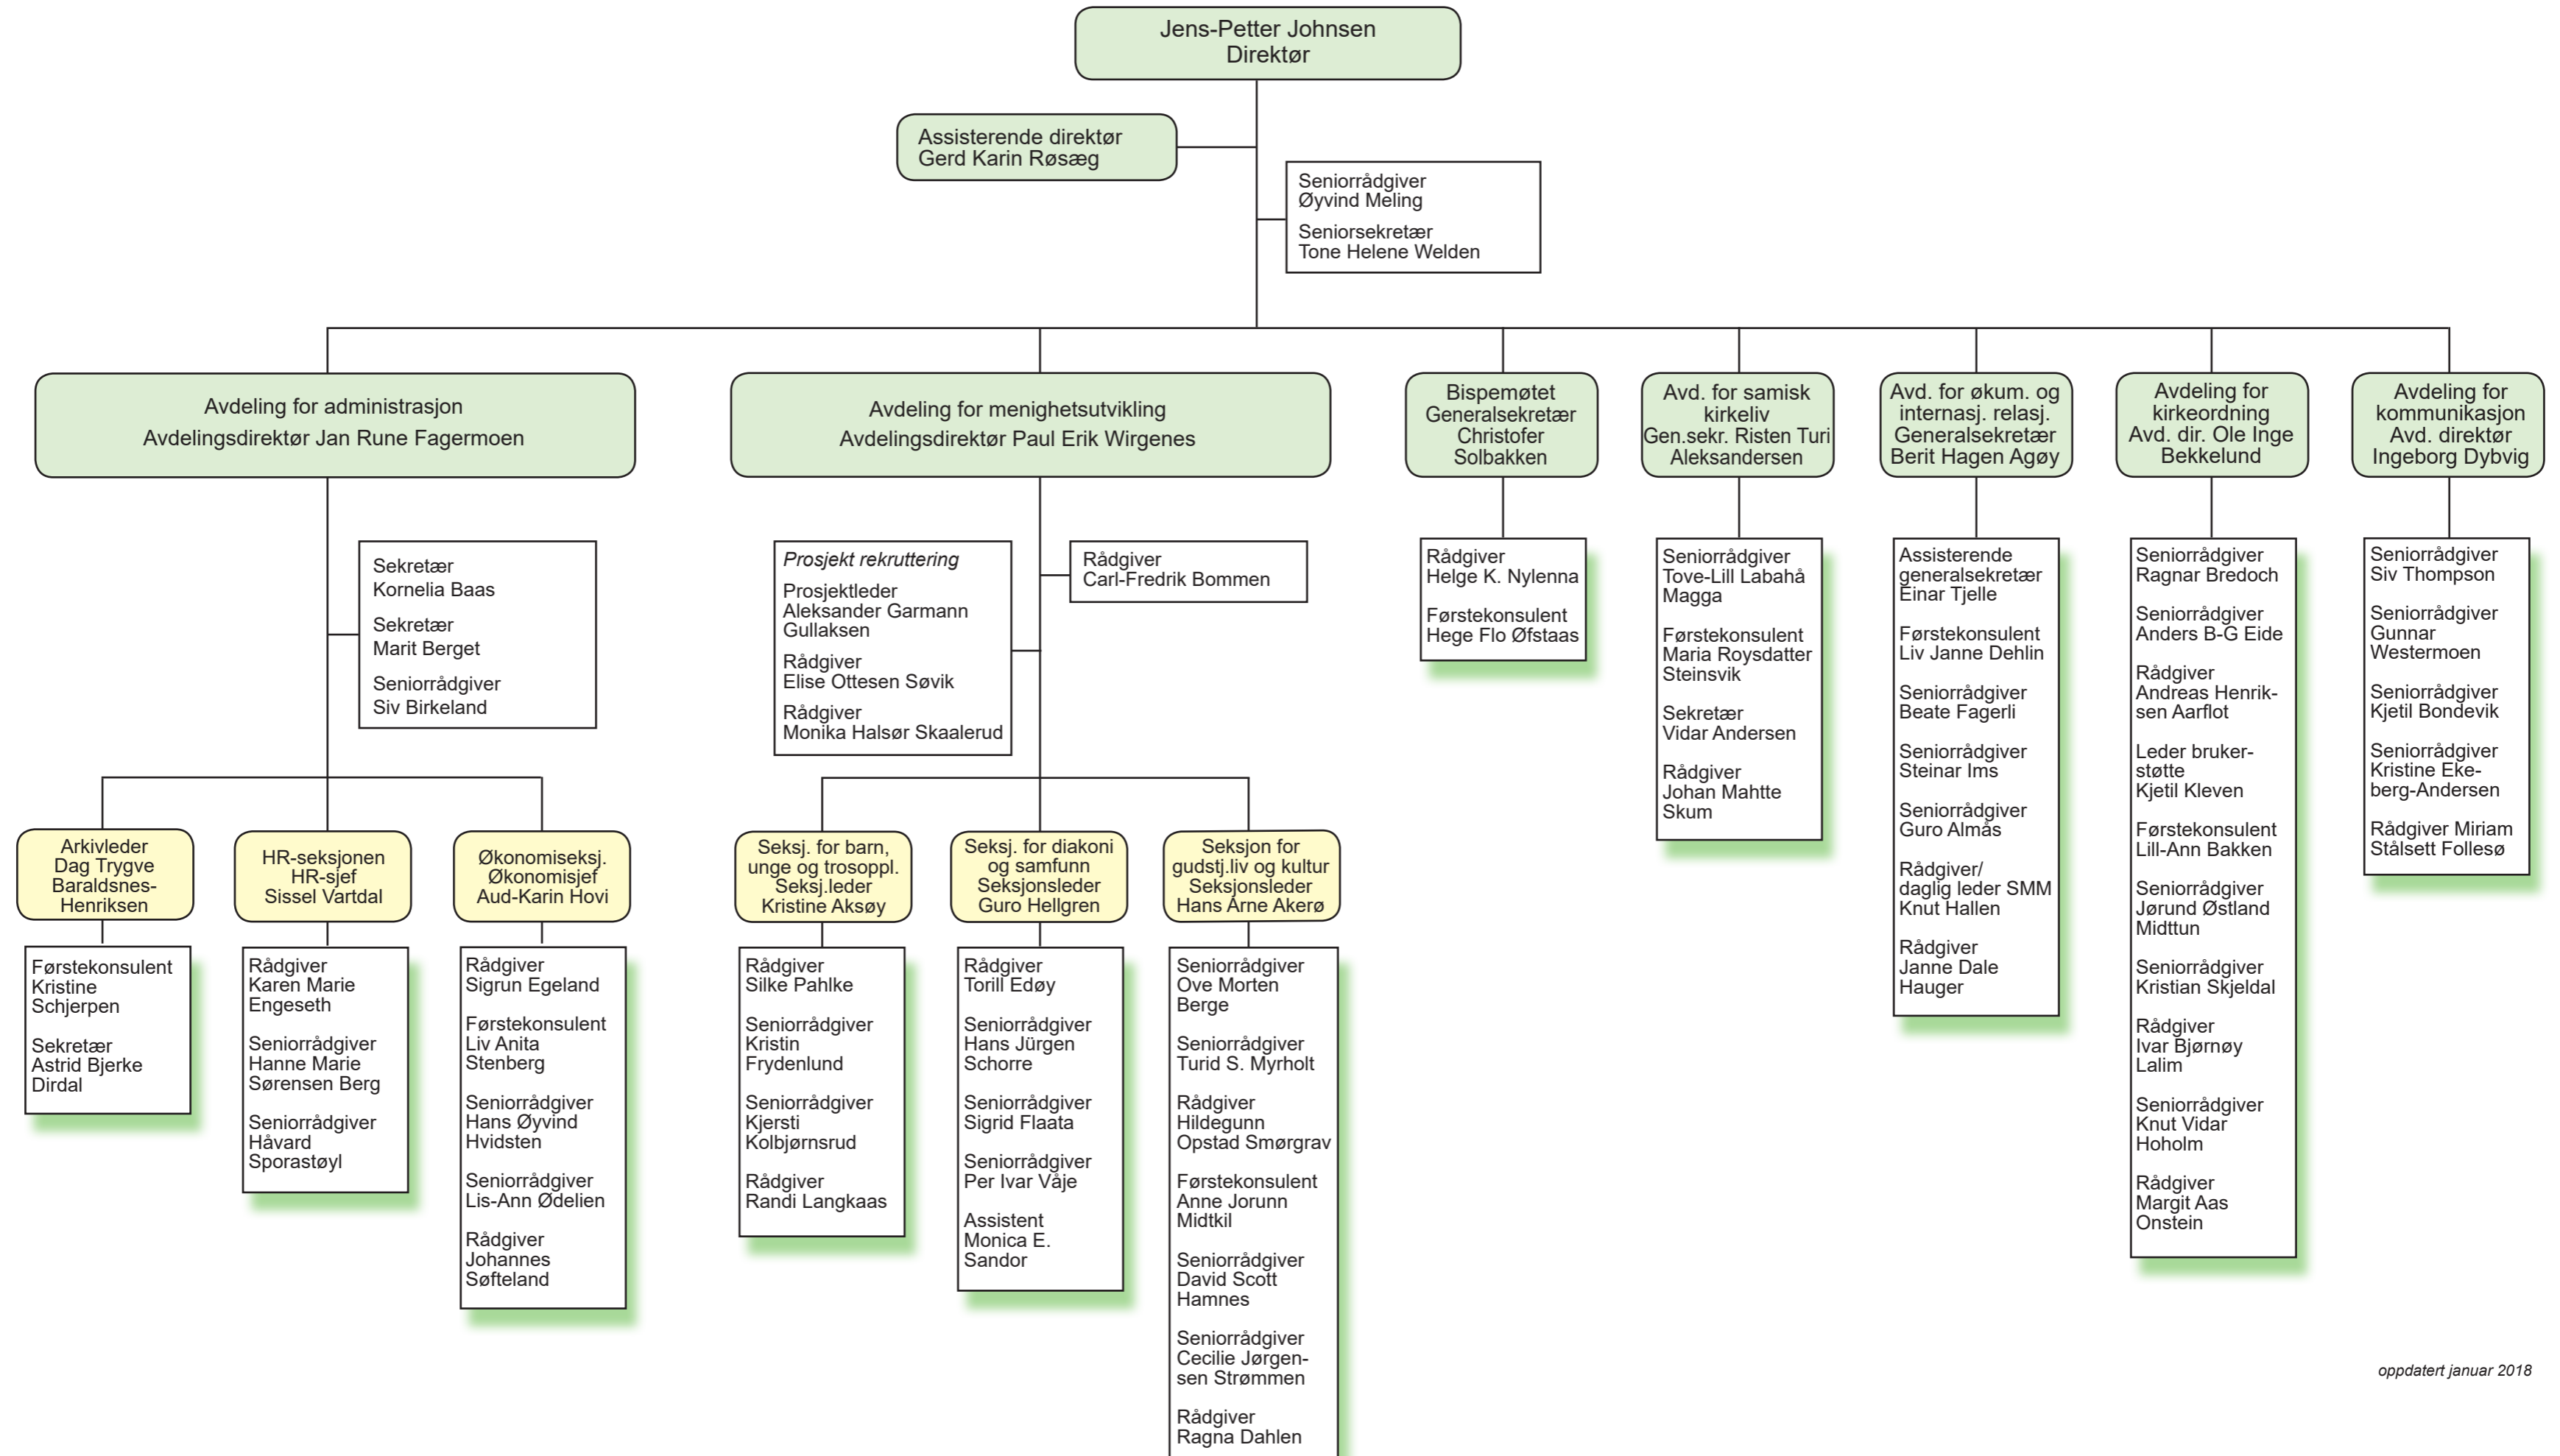 Jens-Petter Johnsen
Direktør
Assisterende direktør
Gerd Karin Røsæg
Seniorrådgiver
Øyvind Meling
Seniorsekretær
Tone Helene Welden
Avdeling for administrasjon
Avdelingsdirektør Jan Rune Fagermoen
Avdeling for menighetsutvikling
Avdelingsdirektør Paul Erik Wirgenes
Bispemøtet
Generalsekretær
Christofer
Solbakken
Avd. for samisk
kirkeliv
Gen.sekr. Risten Turi
Aleksandersen
Avd. for økum. og
internasj. relasj.
Generalsekretær
Berit Hagen Agøy
Avdeling for
kirkeordning
Avd. dir. Ole Inge
Bekkelund
Avdeling for
kommunikasjon
Avd. direktør
Ingeborg Dybvig
Sekretær
Kornelia Baas
Sekretær
Marit Berget
Seniorrådgiver
Siv Birkeland
Prosjekt rekruttering
Prosjektleder
Aleksander Garmann
Gullaksen
Rådgiver
Elise Ottesen Søvik
Rådgiver
Monika Halsør Skaalerud
Rådgiver
Carl-Fredrik Bommen
Rådgiver
Helge K. Nylenna
Førstekonsulent
Hege Flo Øfstaas
Seniorrådgiver
Tove-Lill Labahå
Magga
Førstekonsulent
Maria Roysdatter
Steinsvik
Sekretær
Vidar Andersen
Rådgiver
Johan Mahtte
Skum
Assisterende
generalsekretær
Einar Tjelle
Førstekonsulent
Liv Janne Dehlin
Seniorrådgiver
Beate Fagerli
Seniorrådgiver
Steinar Ims
Seniorrådgiver
Guro Almås
Rådgiver/
daglig leder SMM
Knut Hallen
Rådgiver
Janne Dale
Hauger
Seniorrådgiver
Ragnar Bredoch
Seniorrådgiver
Anders B-G Eide
Rådgiver
Andreas Henrik-
sen Aarflot
Leder bruker-
støtte
Kjetil Kleven
Førstekonsulent
Lill-Ann Bakken
Seniorrådgiver
Jørund Østland
Midttun
Seniorrådgiver
Kristian Skjeldal
Rådgiver
Ivar Bjørnøy
Lalim
Seniorrådgiver
Knut Vidar
Hoholm
Rådgiver
Margit Aas
Onstein
Seniorrådgiver
Siv Thompson
Seniorrådgiver
Gunnar
Westermoen
Seniorrådgiver
Kjetil Bondevik
Seniorrådgiver
Kristine Eke-
berg-Andersen
Rådgiver Miriam
Stålsett Follesø
Arkivleder
Dag Trygve
Baraldsnes-
Henriksen
HR-seksjonen
HR-sjef
Sissel Vartdal
Økonomiseksj.
Økonomisjef
Aud-Karin Hovi
Seksj. for barn,
unge og trosoppl.
Seksj.leder
Kristine Aksøy
Seksj. for diakoni
og samfunn
Seksjonsleder
Guro Hellgren
Seksjon for
gudstj.liv og kultur
Seksjonsleder
Hans Arne Akerø
Førstekonsulent
Kristine
Schjerpen
Sekretær
Astrid Bjerke
Dirdal
Rådgiver
Karen Marie
Engeseth
Seniorrådgiver
Hanne Marie
Sørensen Berg
Seniorrådgiver
Håvard
Sporastøyl
Rådgiver
Sigrun Egeland
Førstekonsulent
Liv Anita
Stenberg
Seniorrådgiver
Hans Øyvind
Hvidsten
Seniorrådgiver
Lis-Ann Ødelien
Rådgiver
Johannes
Søfteland
Rådgiver
Silke Pahlke
Seniorrådgiver
Kristin
Frydenlund
Seniorrådgiver
Kjersti
Kolbjørnsrud
Rådgiver
Randi Langkaas
Rådgiver
Torill Edøy
Seniorrådgiver
Hans Jürgen
Schorre
Seniorrådgiver
Sigrid Flaata
Seniorrådgiver
Per Ivar Våje
Assistent
Monica E.
Sandor
Seniorrådgiver
Ove Morten
Berge
Seniorrådgiver
Turid S. Myrholt
Rådgiver
Hildegunn
Opstad Smørgrav
Førstekonsulent
Anne Jorunn
Midtkil
Seniorrådgiver
David Scott
Hamnes
Seniorrådgiver
Cecilie Jørgen-
sen Strømmen
Rådgiver
Ragna Dahlen
oppdatert januar 2018